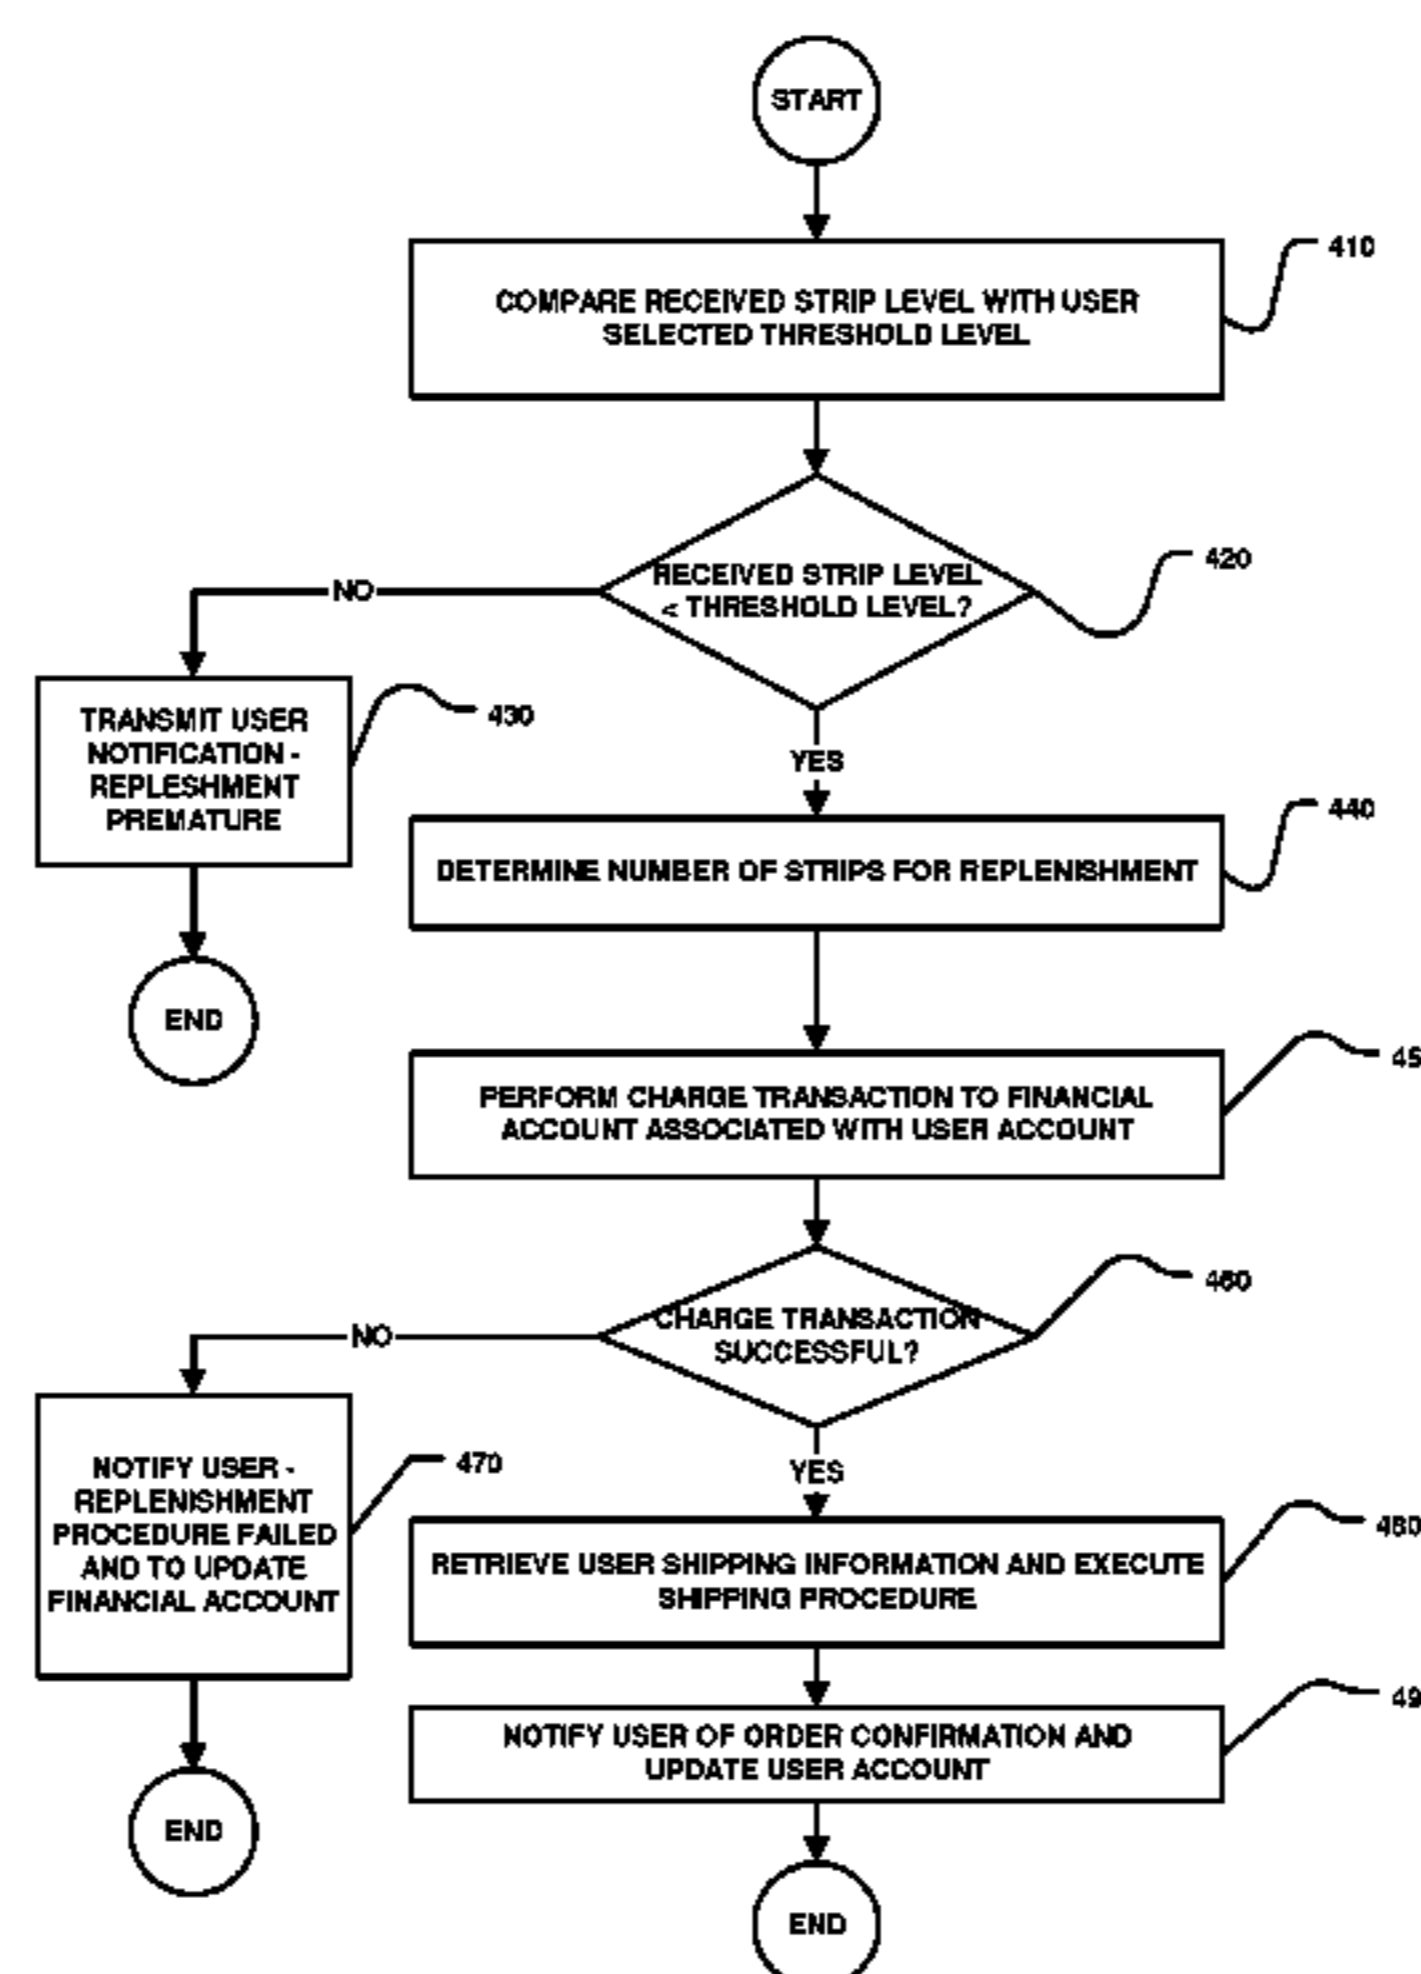 START
410
COMPARE RECEIVED STRIP LEVEL WITH USER
SELECTED THRESHOLD LEVEL
420
RECEIVED STRIP LEVEL
< THRESHOLD LEVEL?
NO
430
TRANSMIT USER
NOTIFICATION -
REPLESHMENT
PREMATURE
YES
440
DETERMINE NUMBER OF STRIPS FOR REPLENISHMENT
END
45
PERFORM CHARGE TRANSACTION TO FINANCIAL
ACCOUNT ASSOCIATED WITH USER ACCOUNT
460
CHARGE TRANSACTION
SUCCESSFUL?
NO
470
NOTIFY USER -
REPLENISHMENT
PROCEDURE FAILED
AND TO UPDATE
FINANCIAL ACCOUNT
YES
480
RETRIEVE USER SHIPPING INFORMATION AND EXECUTE
SHIPPING PROCEDURE
49
NOTIFY USER OF ORDER CONFIRMATION AND
UPDATE USER ACCOUNT
END
END